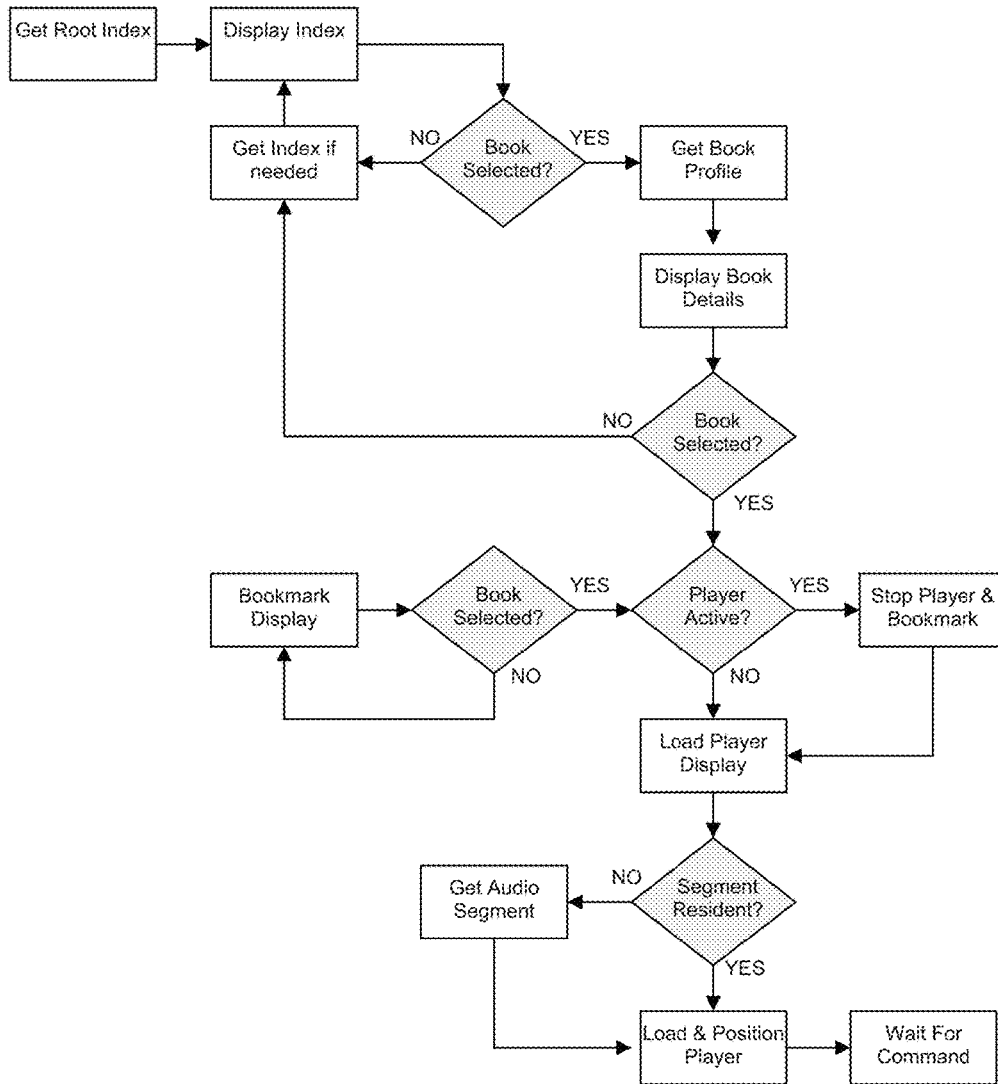 Get Root Index
Display Index
NO
Book
Selected?
YES
Get Index if
needed
Get Book
Profile
Display Book
Details
NO
Book
Selected?
YES
Bookmark
Display
Book
Selected?
YES
NO
Player
Active?
YES
NO
Stop Player &
Bookmark
Load Player
Display
Get Audio
Segment
NO
Segment
Resident?
YES
Load & Position
Player
Wait For
Command